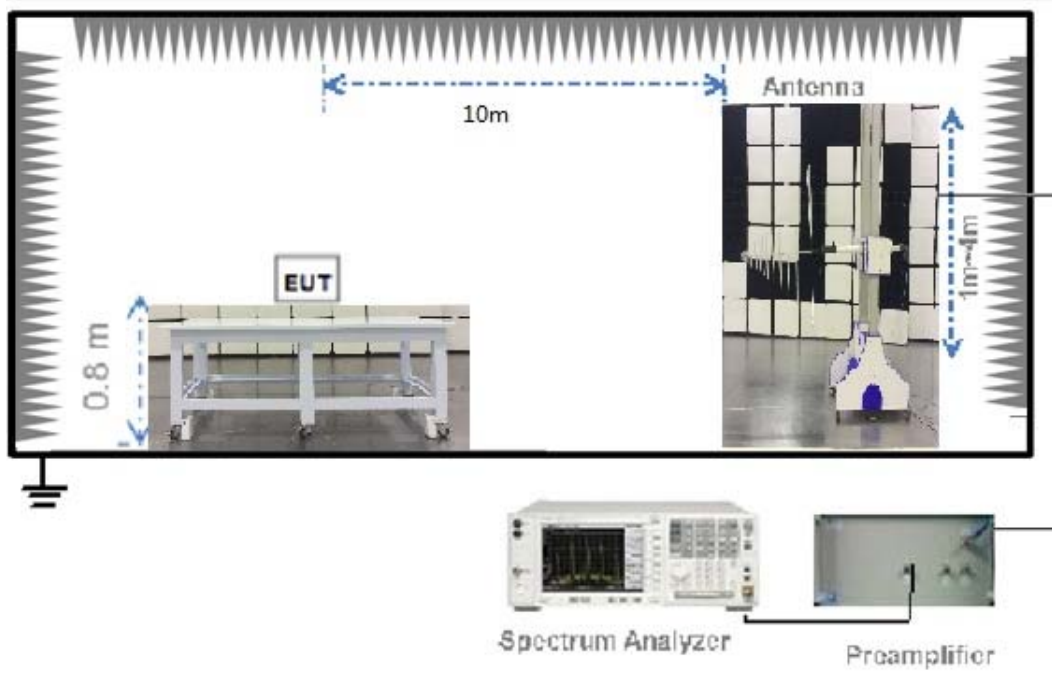 Antenna
10m
EUT
0.8 m
1m~4m
Spectrum Analyzer
Preamplifier